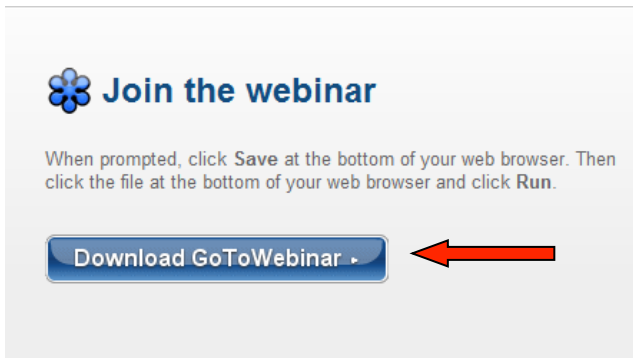 Join the webinar
When prompted, click Save at the bottom of your web browser. Then
click the file at the bottom of your web browser and click Run.
Download GoToWebinar